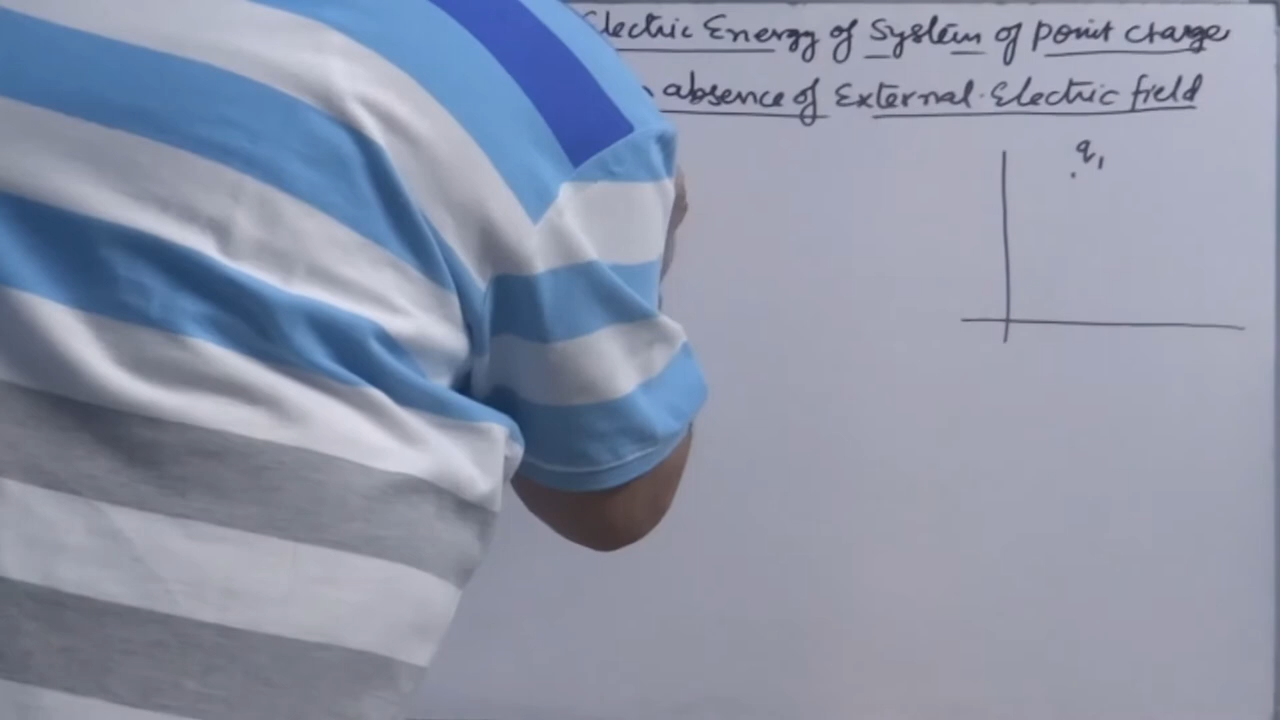 Electric Energy of System of point charge
absence of External Electric field
q₁